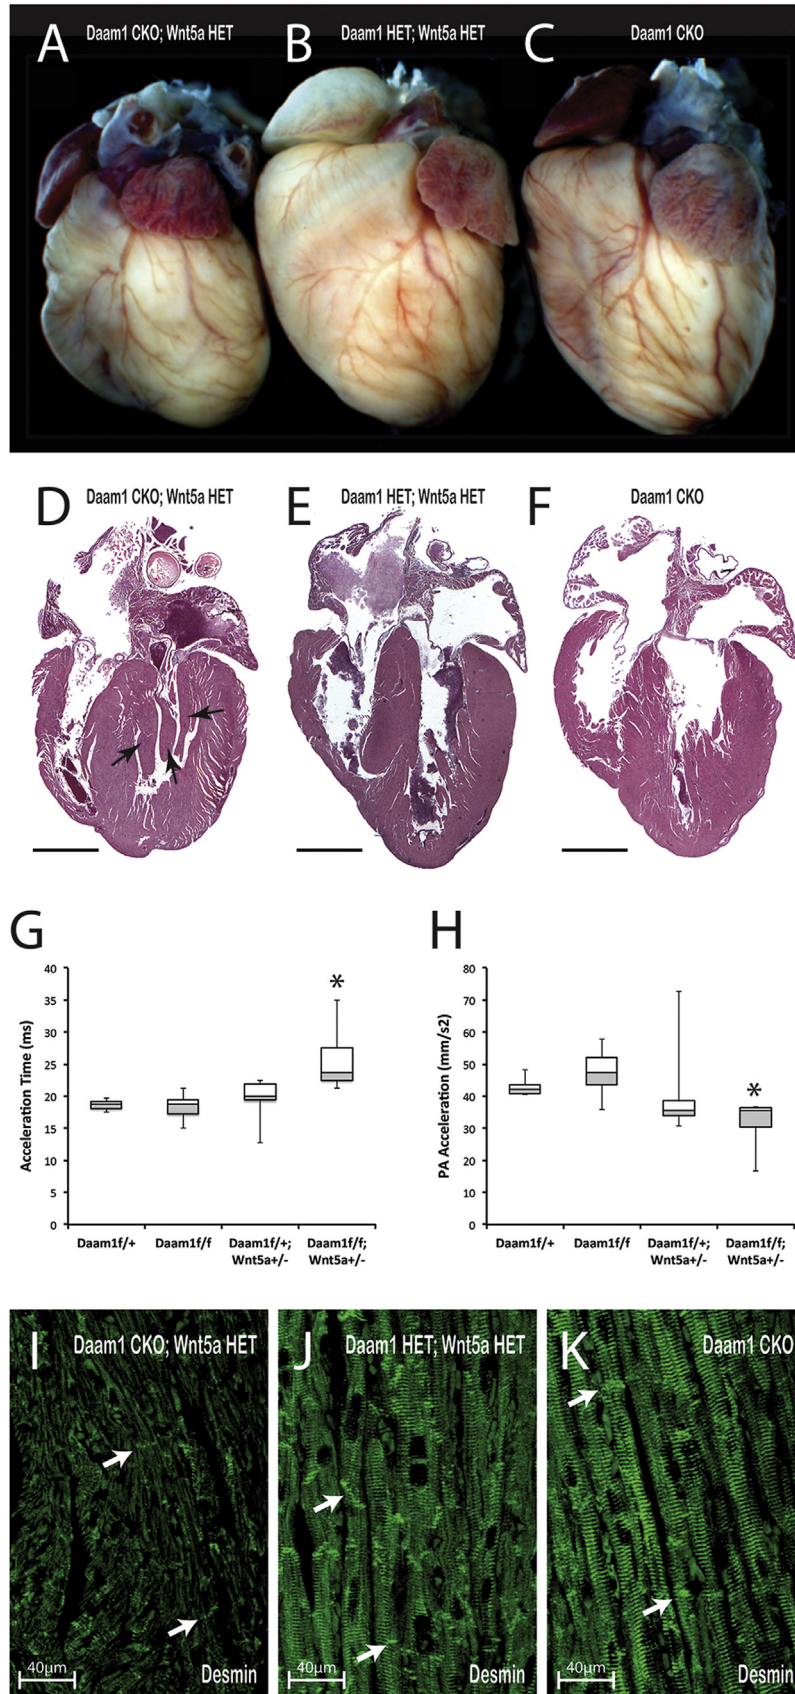 A Daam1 CKO; Wnt5a HET
B Daam1 HET; Wnt5a HET
C Daam1 CKO
D Daam1 CKO; Wnt5a HET
E Daam1 HET; Wnt5a HET
F Daam1 CKO
G
Acceleration Time (ms)
40
35
30
25
20
15
10
5
0
*
Daam1f/+
Daam1f/f
Daam1f/+;
Wnt5a+/-
Daam1f/f;
Wnt5a+/-
H
PA Acceleration (mm/s2)
80
70
60
50
40
30
20
10
0
*
Daam1f/+
Daam1f/f
Daam1f/+;
Wnt5a+/-
Daam1f/f;
Wnt5a+/-
I Daam1 CKO; Wnt5a HET
40µm
Desmin
J Daam1 HET; Wnt5a HET
40µm
Desmin
K Daam1 CKO
40µm
Desmin